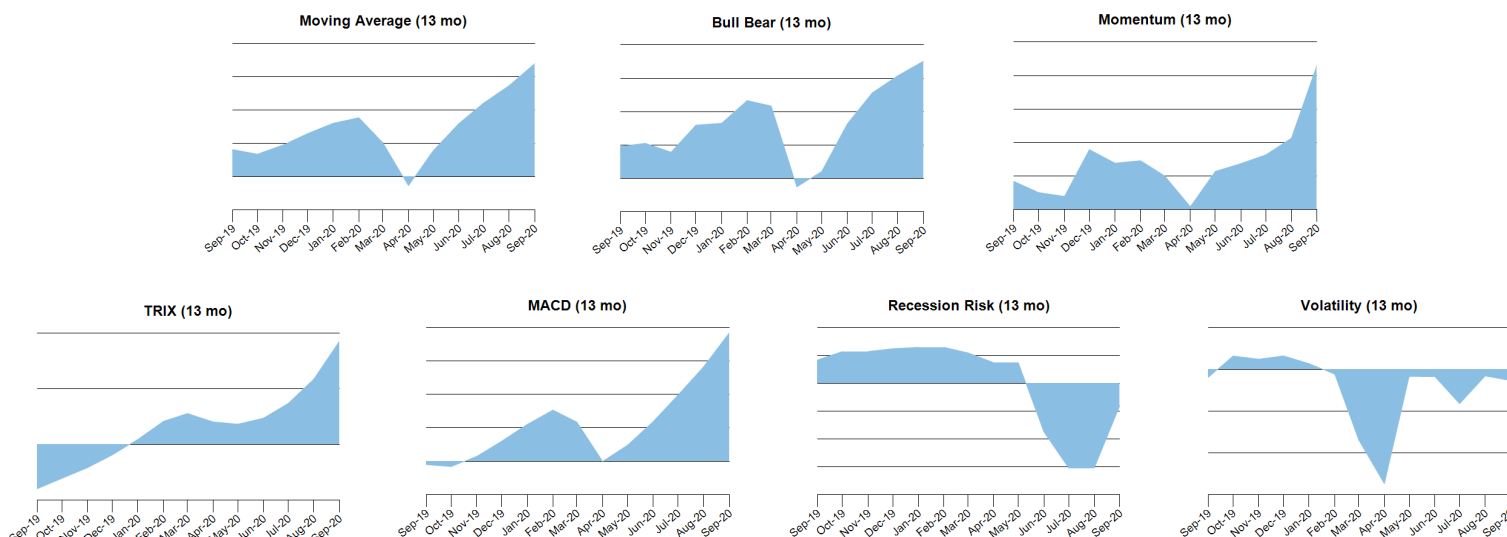 Moving Average (13 mo)
Sep-19 Oct-19 Nov-19 Dec-19 Jan-20 Feb-20 Mar-20 Apr-20 May-20 Jun-20 Jul-20 Aug-20 Sep-20
Bull Bear (13 mo)
Sep-19 Oct-19 Nov-19 Dec-19 Jan-20 Feb-20 Mar-20 Apr-20 May-20 Jun-20 Jul-20 Aug-20 Sep-20
Momentum (13 mo)
Sep-19 Oct-19 Nov-19 Dec-19 Jan-20 Feb-20 Mar-20 Apr-20 May-20 Jun-20 Jul-20 Aug-20 Sep-20
TRIX (13 mo)
Sep-19 Oct-19 Nov-19 Dec-19 Jan-20 Feb-20 Mar-20 Apr-20 May-20 Jun-20 Jul-20 Aug-20 Sep-20
MACD (13 mo)
Sep-19 Oct-19 Nov-19 Dec-19 Jan-20 Feb-20 Mar-20 Apr-20 May-20 Jun-20 Jul-20 Aug-20 Sep-20
Recession Risk (13 mo)
Sep-19 Oct-19 Nov-19 Dec-19 Jan-20 Feb-20 Mar-20 Apr-20 May-20 Jun-20 Jul-20 Aug-20 Sep-20
Volatility (13 mo)
Sep-19 Oct-19 Nov-19 Dec-19 Jan-20 Feb-20 Mar-20 Apr-20 May-20 Jun-20 Jul-20 Aug-20 Sep-20